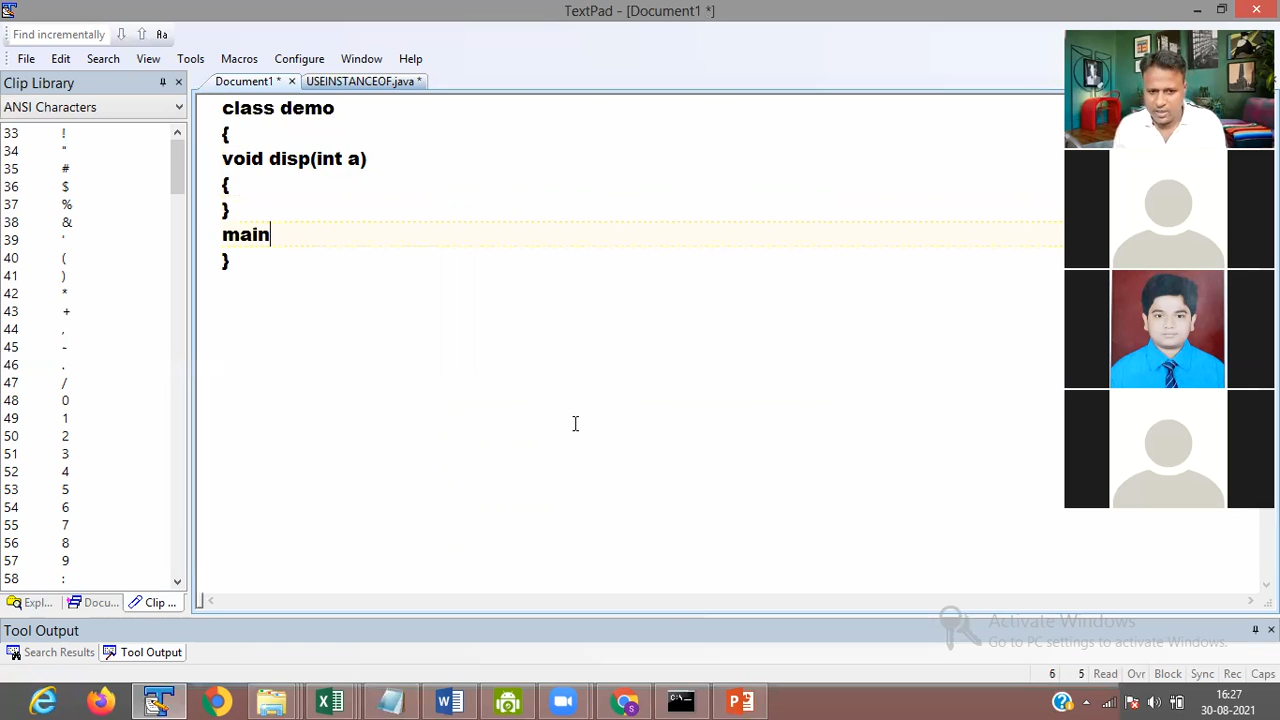 TextPad - [Document1 *]
Find incrementally
Aa
File Edit Search View Tools Macros Configure Window Help
Clip Library
Document1 * USEINSTANCEOF.java *
ANSI Characters
33 !
34 "
35 #
36 $
37 %
38 &
39 '
40 (
41 )
42 *
43 +
44 ,
45 -
46 .
47 /
48 0
49 1
50 2
51 3
52 4
53 5
54 6
55 7
56 8
57 9
58 :
class demo
{
void disp(int a)
{
}
main
}
Expl... Docu... Clip ...
Tool Output
Search Results Tool Output
Activate Windows
Go to PC settings to activate Windows.
6 5 Read Ovr Block Sync Rec Caps
16:27
30-08-2021